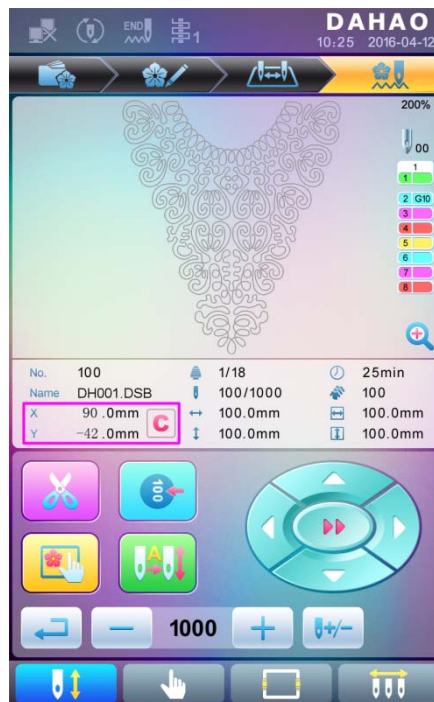 END
1
DAHAO
10:25 2016-04-12
200%
00
1
1
2 G10
3
4
5
6
7
8
No. 100 1/18 25min
Name DH001.DSB 100/1000 100
X 90 .0mm C 100.0mm 100.0mm
Y -42 .0mm 100.0mm 100.0mm
100
A
1000
+/-